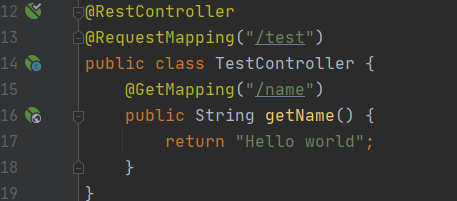 12 @RestController
13 @RequestMapping("/test")
14 public class TestController {
15     @GetMapping("/name")
16     public String getName() {
17         return "Hello world";
18     }
19 }